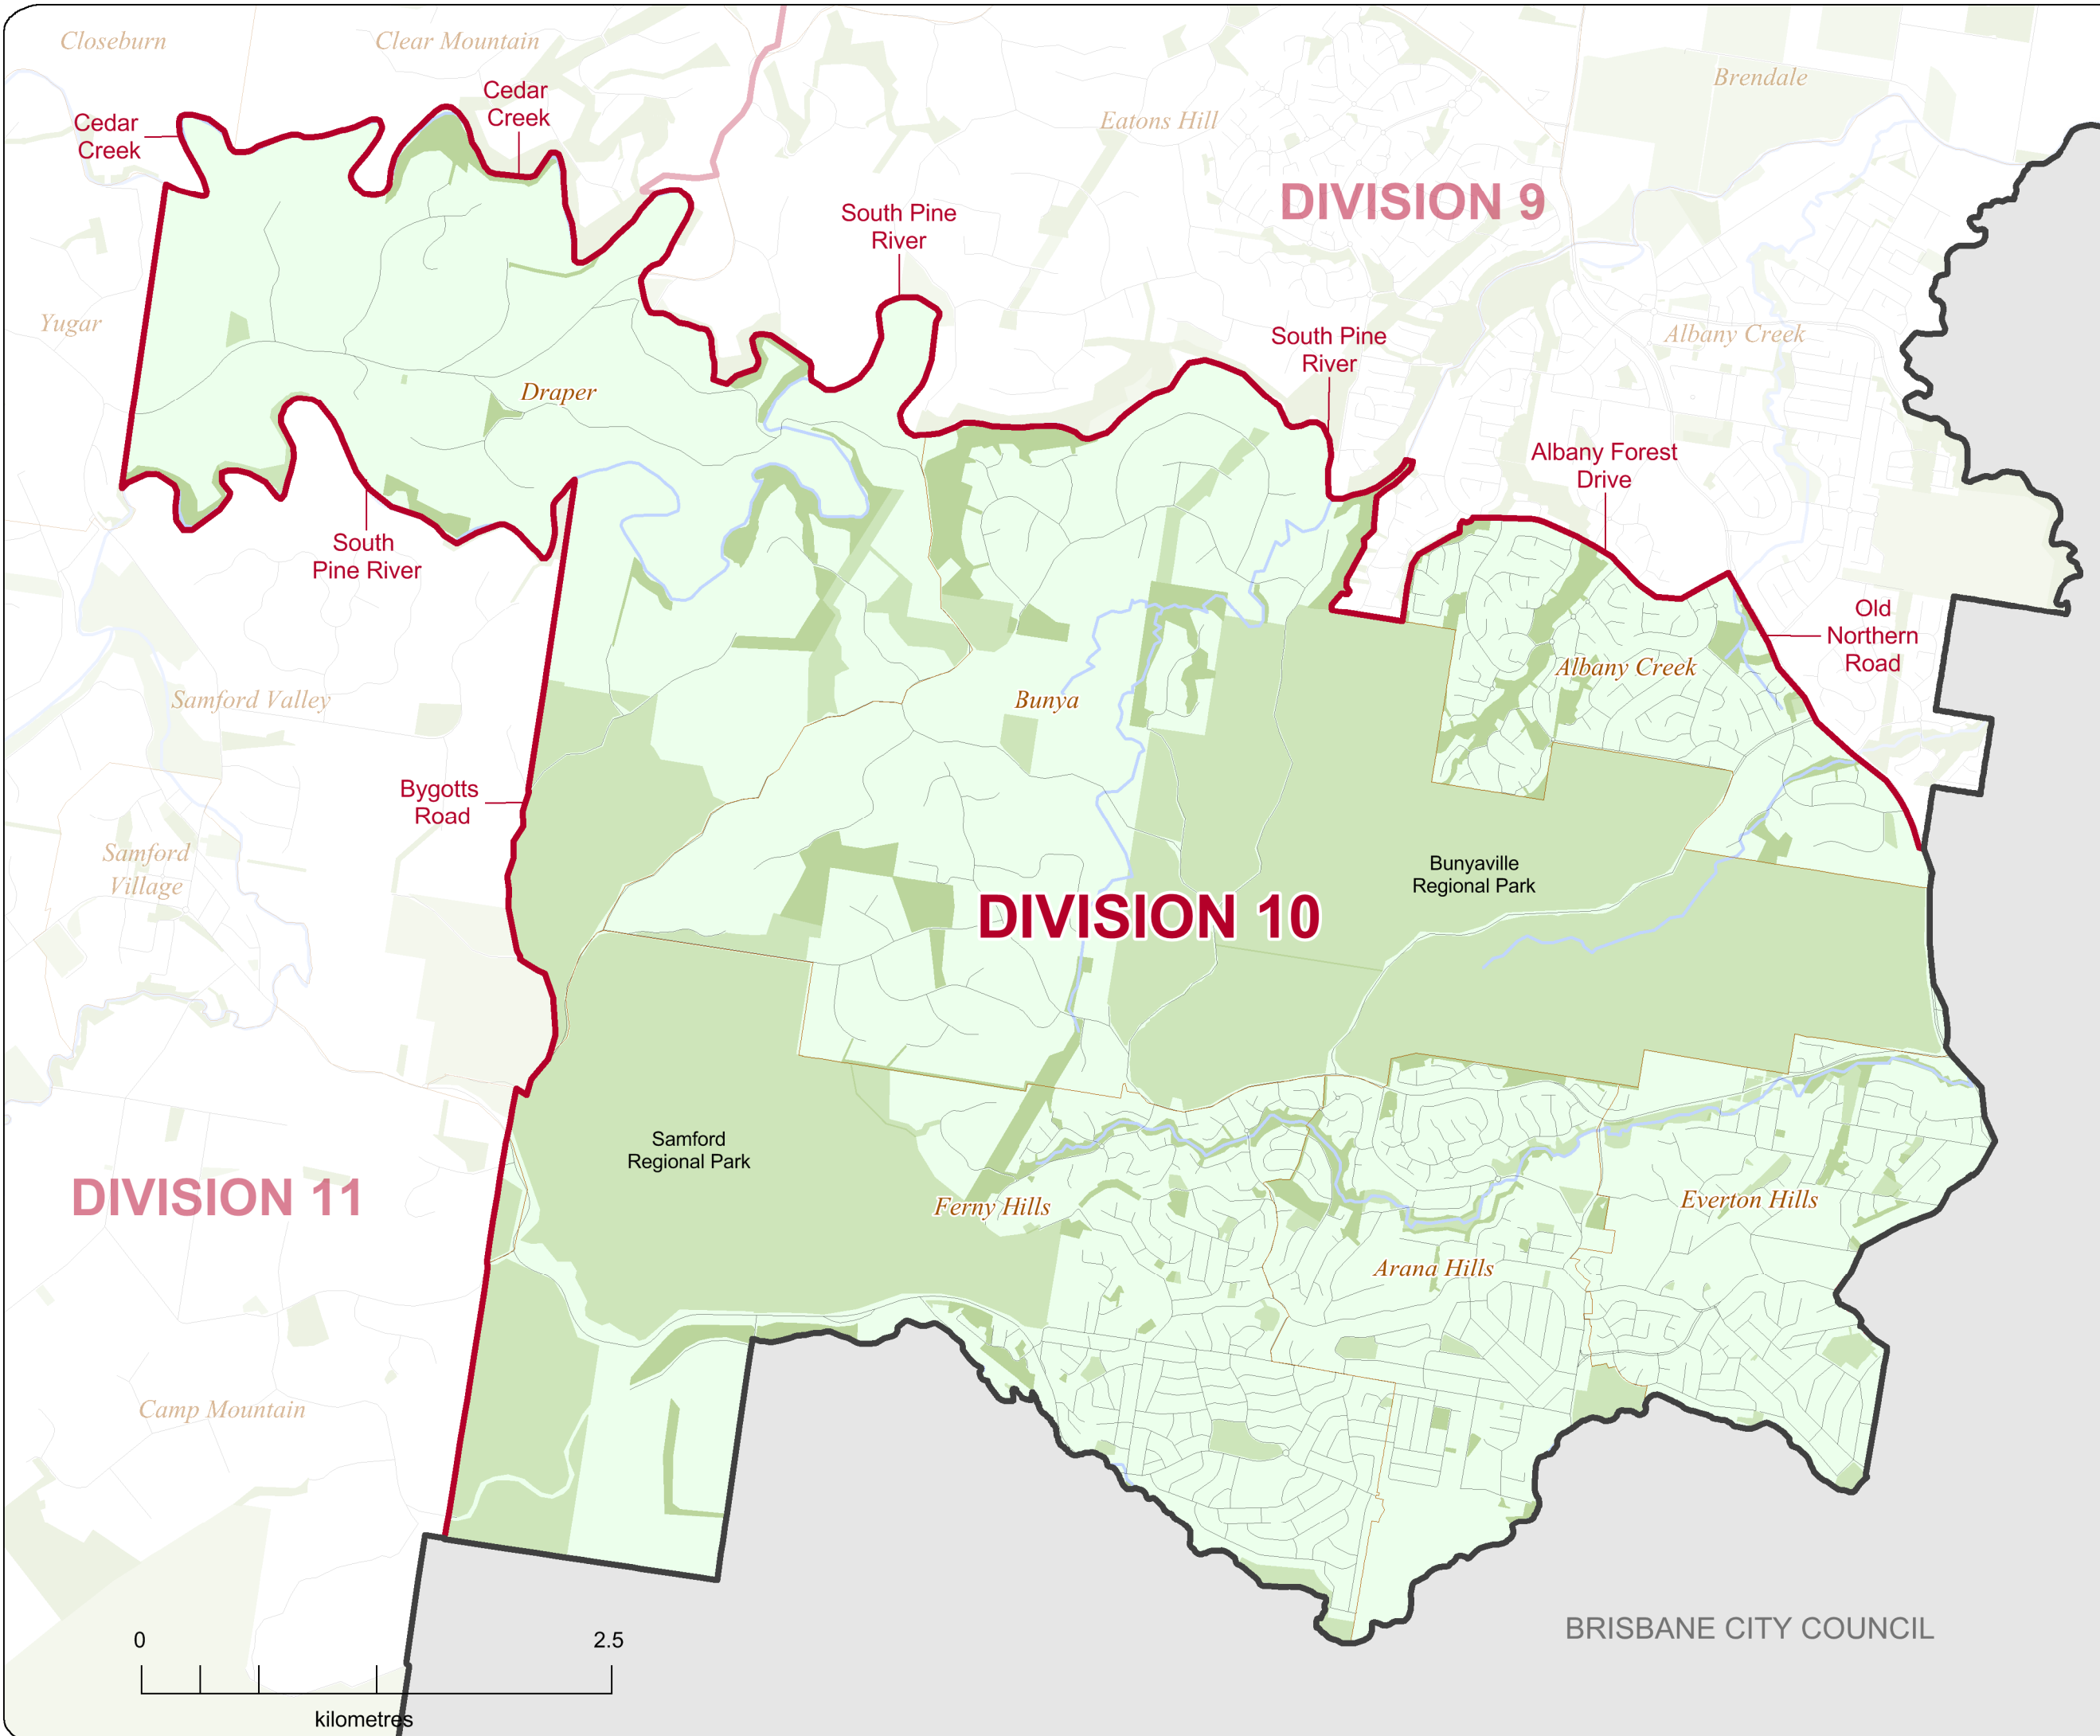 Closeburn
Clear Mountain
Brendale
Cedar
Creek
Cedar
Creek
Eatons Hill
DIVISION 9
South Pine
River
Yugar
South Pine
River
Albany Creek
Draper
Albany Forest
Drive
South
Pine River
Old
Northern
Road
Samford Valley
Bunya
Albany Creek
Bygotts
Road
Samford
Village
Bunyaville
Regional Park
DIVISION 10
Samford
Regional Park
DIVISION 11
Ferny Hills
Everton Hills
Arana Hills
Camp Mountain
BRISBANE CITY COUNCIL
0
2.5
kilometres